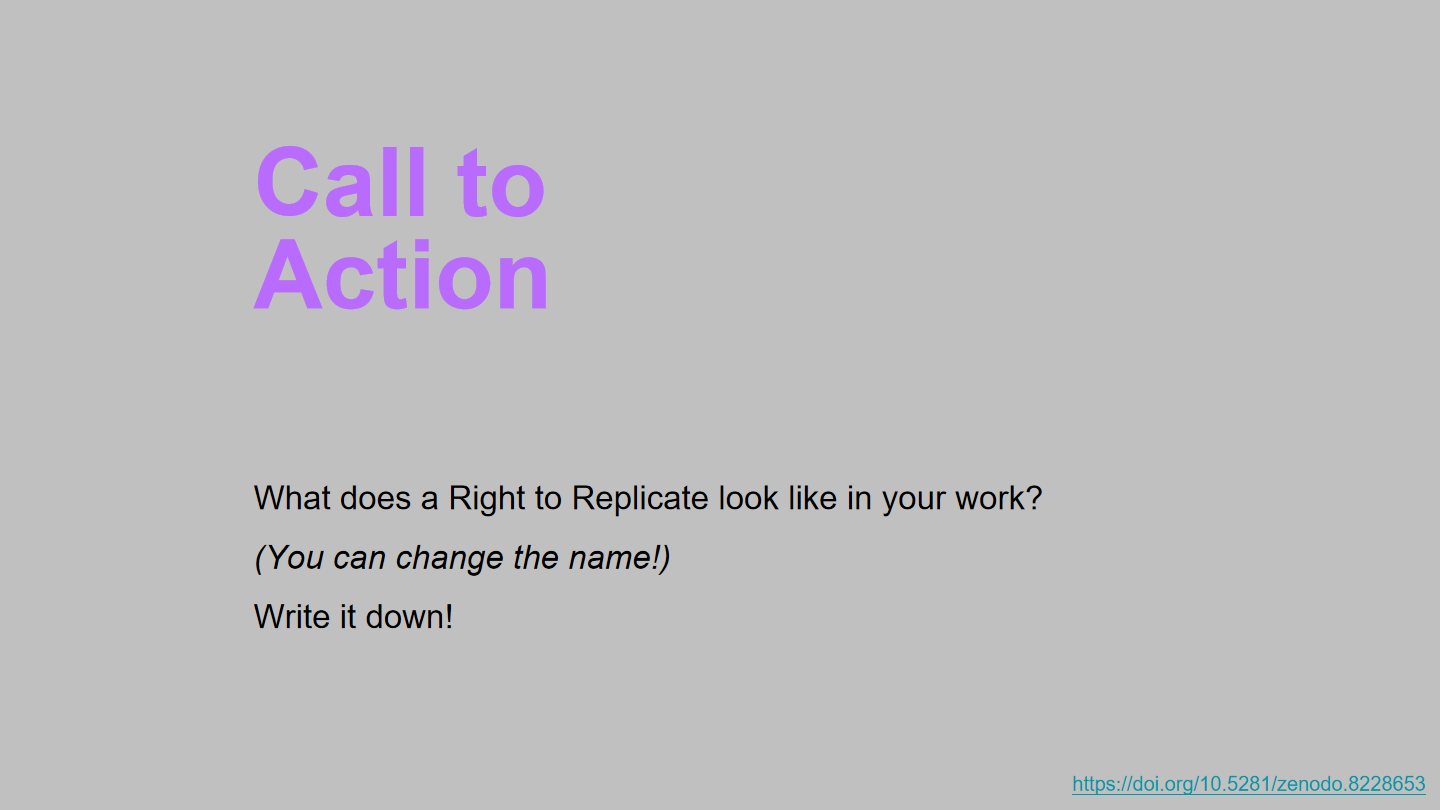 Call to
Action
What does a Right to Replicate look like in your work?
(You can change the name!)
Write it down!
https://doi.org/10.5281/zenodo.8228653